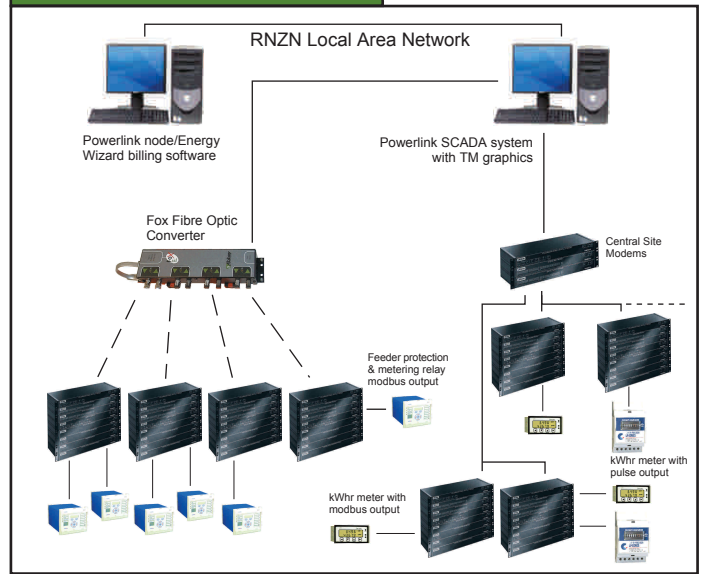 RNZN Local Area Network
Powerlink node/Energy
Wizard billing software
Powerlink SCADA system
with TM graphics
Fox Fibre Optic
Converter
Central Site
Modems
Feeder protection
& metering relay
modbus output
kWhr meter with
pulse output
kWhr meter with
modbus output